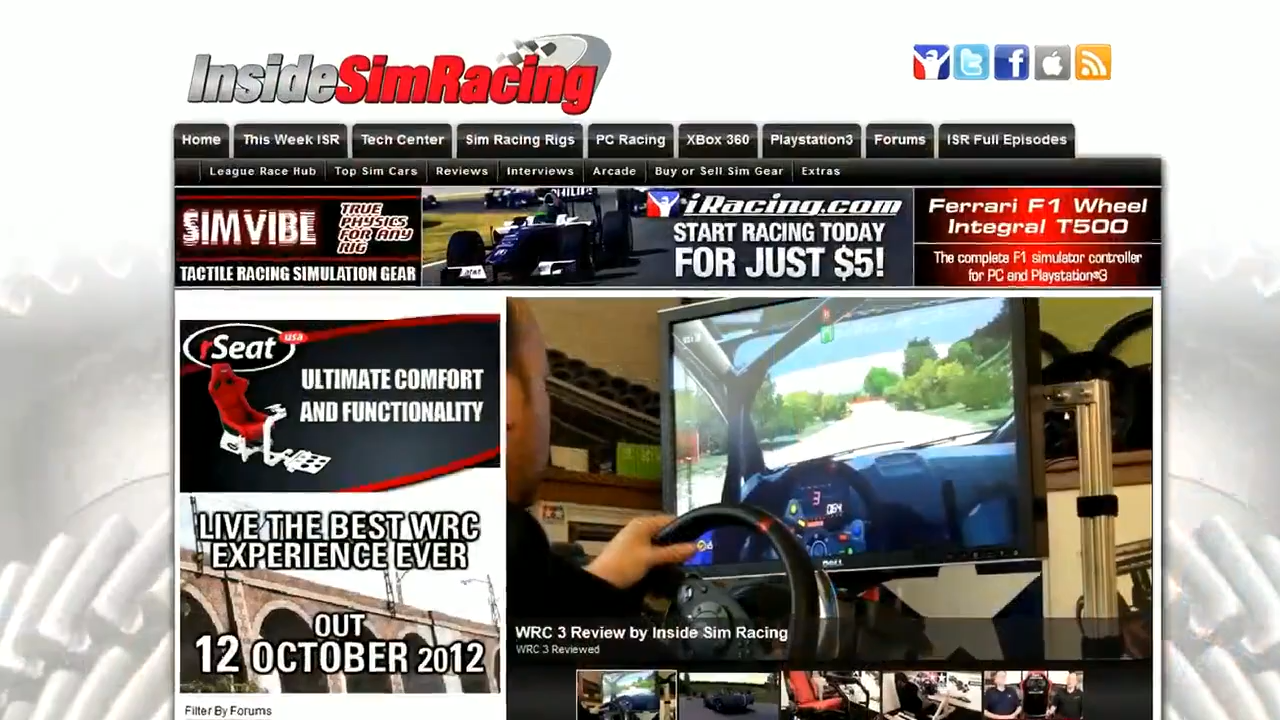 InsideSimRacing
Home
This Week ISR
Tech Center
Sim Racing Rigs
PC Racing
XBox 360
Playstation3
Forums
ISR Full Episodes
League Race Hub
Top Sim Cars
Reviews
Interviews
Arcade
Buy or Sell Sim Gear
Extras
SIMVIBE
TRUE
PHYSICS
FOR ANY
RIG
TACTILE RACING SIMULATION GEAR
PHILIPS
AT&T
iRacing.com
START RACING TODAY
FOR JUST $5!
Ferrari F1 Wheel
Integral T500
The complete F1 simulator controller
for PC and Playstation®3
rSeat usa
ULTIMATE COMFORT
AND FUNCTIONALITY
LIVE THE BEST WRC
EXPERIENCE EVER
OUT
12 OCTOBER 2012
3
064
DELL
WRC 3 Review by Inside Sim Racing
WRC 3 Reviewed
Filter By Forums